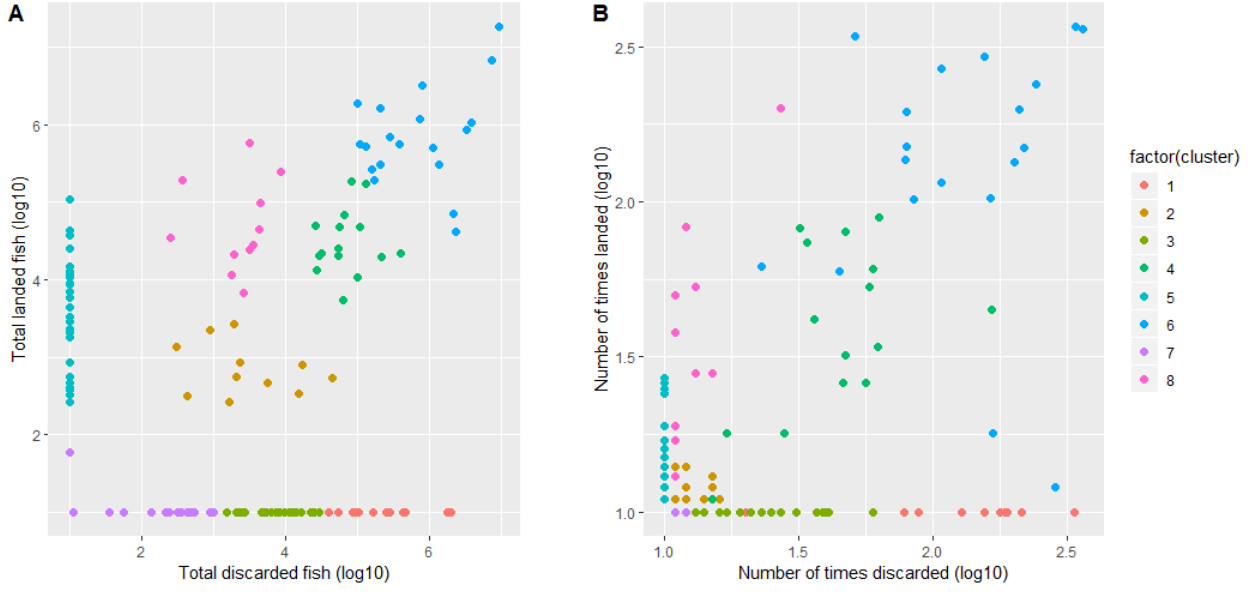 A
Total landed fish (log10)
6
4
2
2 4 6
Total discarded fish (log10)
B
Number of times landed (log10)
2.5
2.0
1.5
1.0
1.0 1.5 2.0 2.5
Number of times discarded (log10)
factor(cluster)
1
2
3
4
5
6
7
8